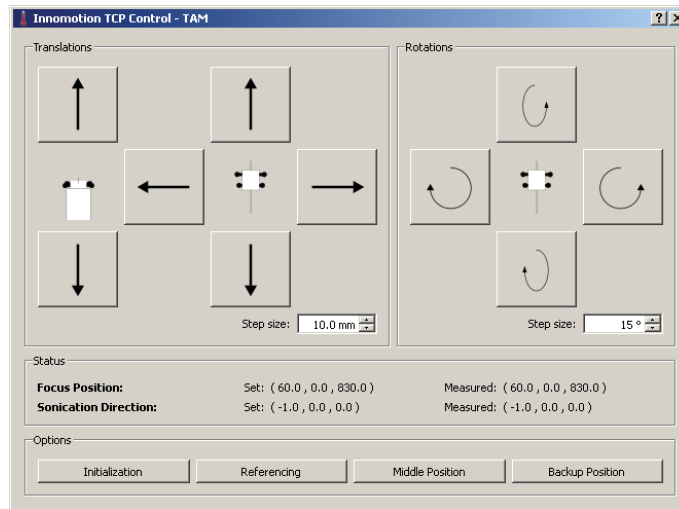 Innomotion TCP Control - TAM
Translations
Rotations
Step size: 10.0 mm
Step size: 15 °
Status
Focus Position: Set: ( 60.0 , 0.0 , 830.0 ) Measured: ( 60.0 , 0.0 , 830.0 )
Sonication Direction: Set: ( -1.0 , 0.0 , 0.0 ) Measured: ( -1.0 , 0.0 , 0.0 )
Options
Initialization Referencing Middle Position Backup Position